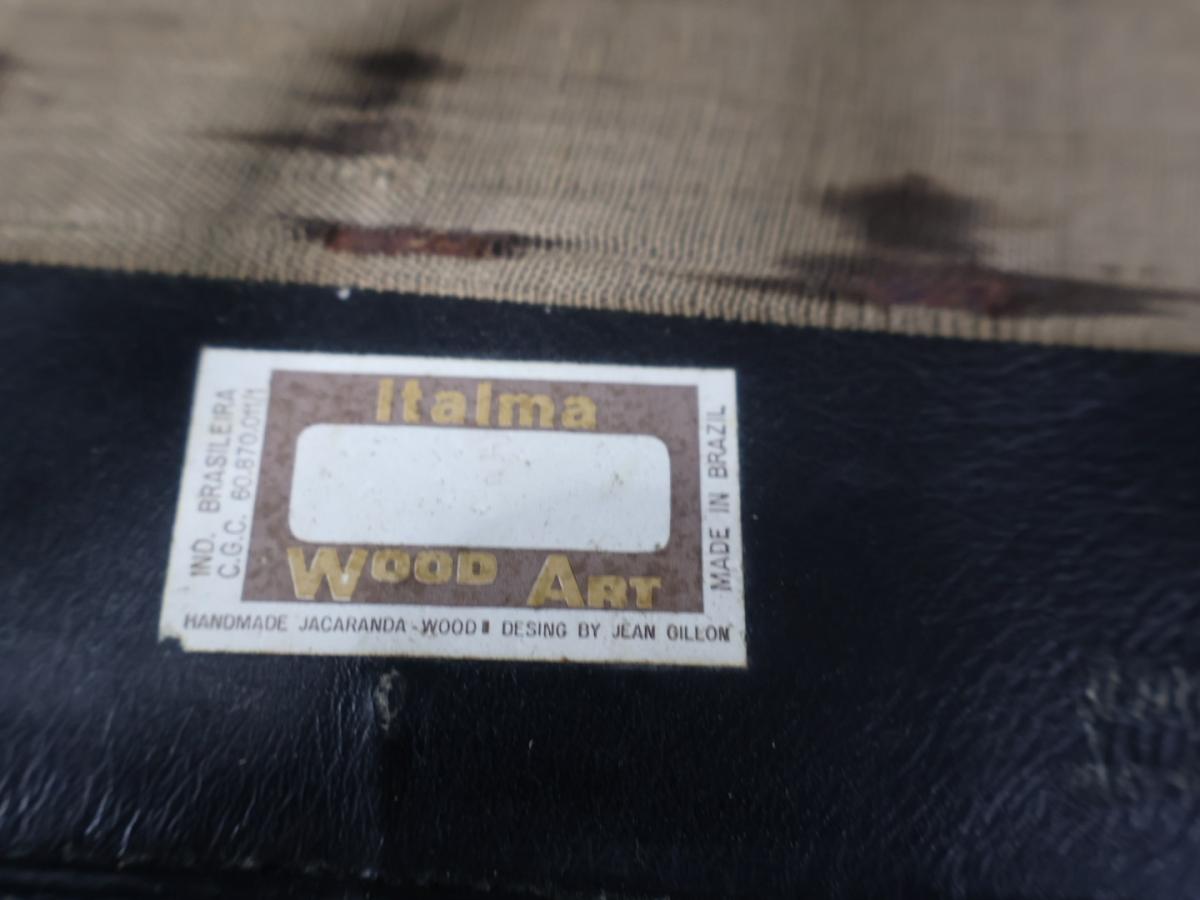 Italma
WOOD ART
IND. BRASILEIRA
C.G.C. 60.870.011/1
MADE IN BRAZIL
HANDMADE JACARANDA-WOOD DESING BY JEAN GILLON